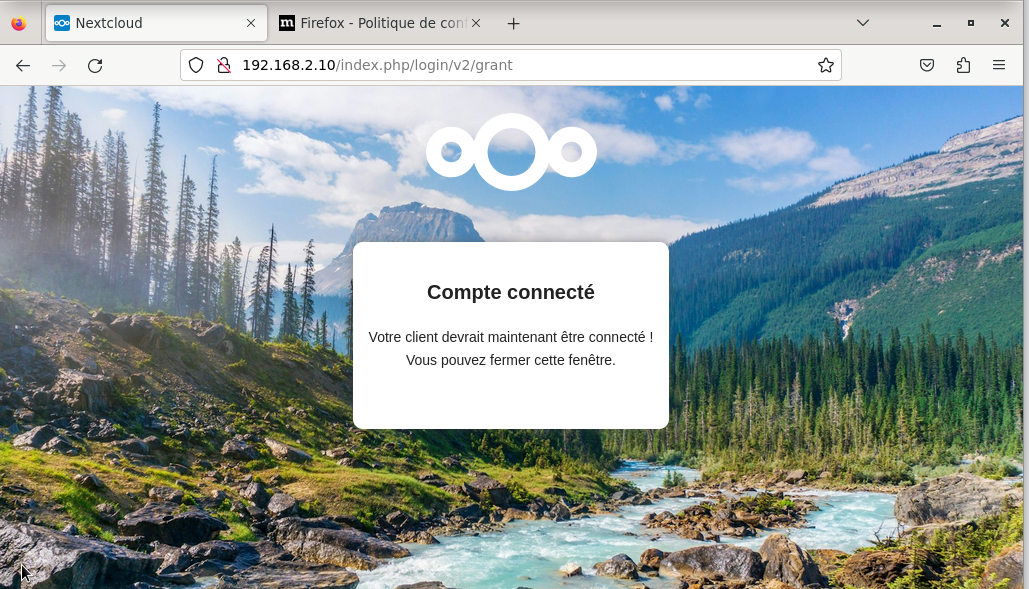 Nextcloud
Firefox - Politique de conf
192.168.2.10/index.php/login/v2/grant
Compte connecté
Votre client devrait maintenant être connecté !
Vous pouvez fermer cette fenêtre.